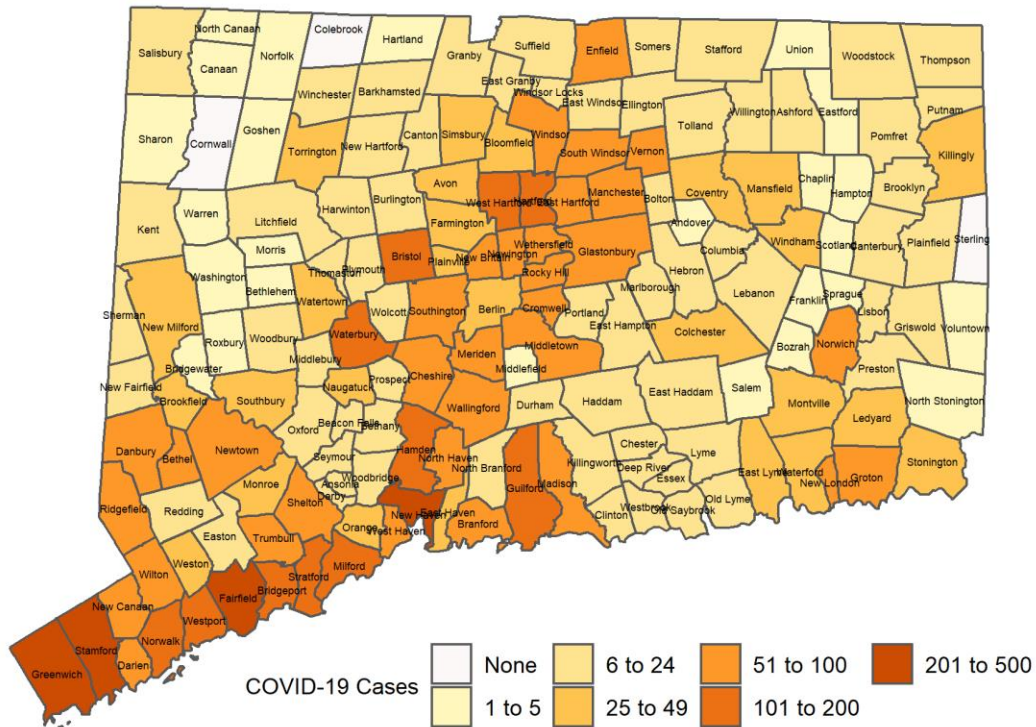 Colebrook
North Canaan
Hartland
Suffield
Enfield
Somers
Union
Salisbury
Norfolk
Granby
Stafford
Woodstock
Thompson
Canaan
East Granby
Windsor Locks
Winchester
Barkhamsted
East Windsor
Ellington
Willington
Ashford
Eastford
Putnam
Sharon
Cornwall
Goshen
Canton
Simsbury
Bloomfield
Windsor
Tolland
Pomfret
Torrington
New Hartford
South Windsor
Vernon
Killingly
Avon
Chaplin
West Hartford
Hartford
East Hartford
Manchester
Coventry
Mansfield
Hampton
Brooklyn
Kent
Warren
Litchfield
Harwinton
Burlington
Bolton
Andover
Farmington
Morris
Wethersfield
Glastonbury
Windham
Scotland
Canterbury
Plainfield
Sterling
Bristol
Plainville
New Britain
Newington
Columbia
Washington
Thomaston
Plymouth
Rocky Hill
Hebron
Bethlehem
Marlborough
Lebanon
Franklin
Sprague
Watertown
Wolcott
Southington
Berlin
Cromwell
Portland
Lisbon
Sherman
New Milford
East Hampton
Griswold
Voluntown
Roxbury
Woodbury
Waterbury
Colchester
Bozrah
Norwich
Bridgewater
Middlebury
Meriden
Middletown
Preston
New Fairfield
Prospect
Cheshire
Middlefield
Salem
Naugatuck
Brookfield
Southbury
Wallingford
Durham
Haddam
East Haddam
Montville
North Stonington
Oxford
Beacon Falls
Bethany
Ledyard
Danbury
Bethel
Newtown
Hamden
Chester
Lyme
Seymour
North Haven
North Branford
Killingworth
Deep River
East Lyme
Waterford
Stonington
Ridgefield
Monroe
Ansonia
Woodbridge
Guilford
Madison
Essex
New London
Groton
Redding
Shelton
Derby
Westbrook
Old Saybrook
Old Lyme
New Haven
East Haven
Branford
Clinton
Easton
Trumbull
Orange
West Haven
Weston
Wilton
Milford
Stratford
New Canaan
Fairfield
Bridgeport
Westport
Norwalk
Stamford
Darien
Greenwich
COVID-19 Cases
None
6 to 24
51 to 100
201 to 500
1 to 5
25 to 49
101 to 200